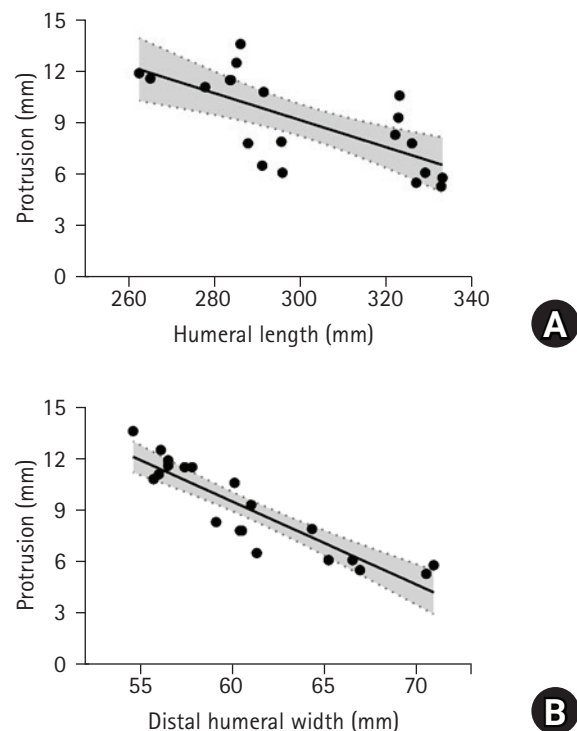 15
12
9
6
3
0
Protrusion (mm)
260 280 300 320 340
Humeral length (mm)
A
15
12
9
6
3
0
Protrusion (mm)
55 60 65 70
Distal humeral width (mm)
B